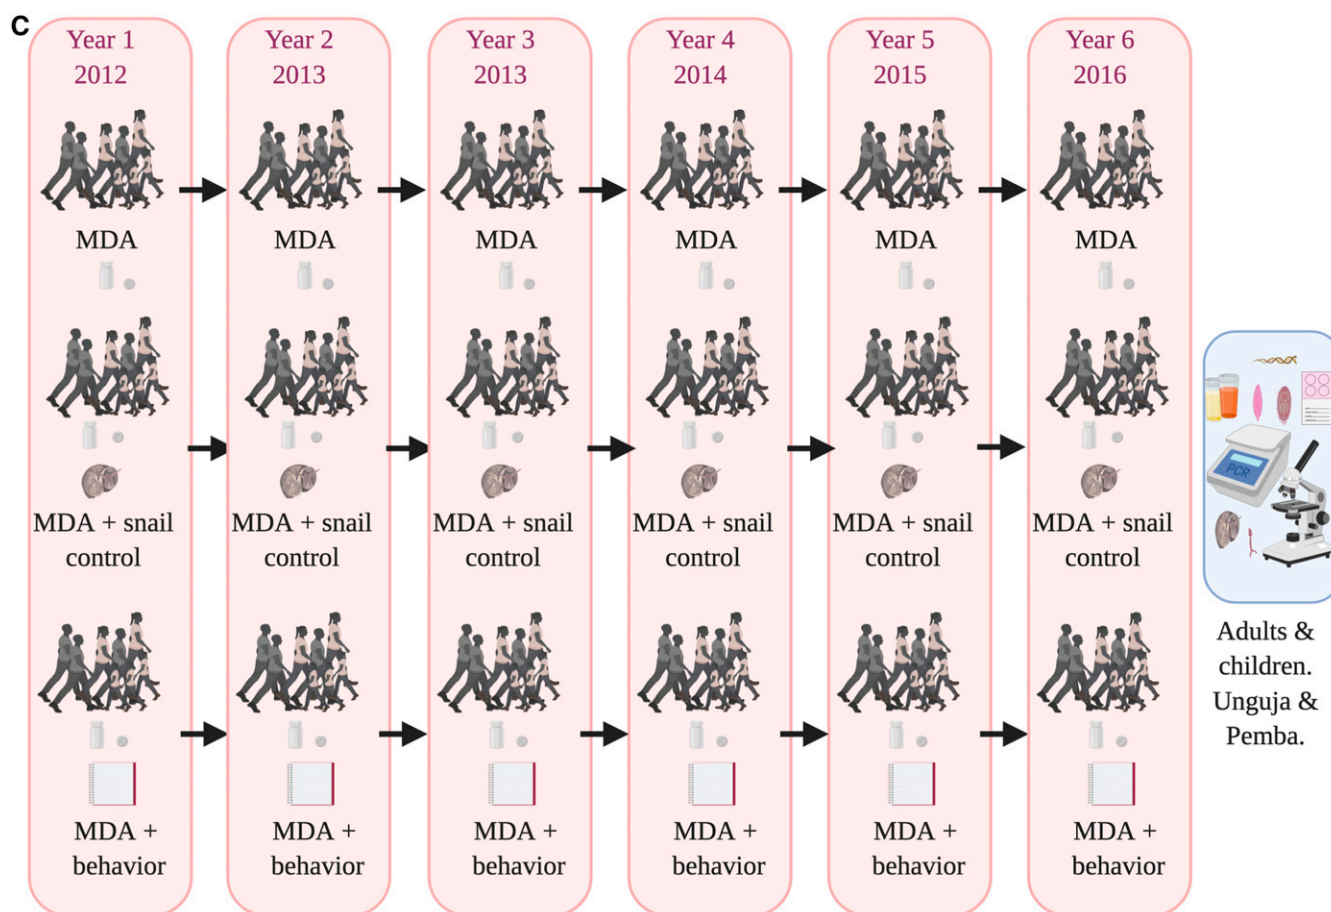 C
Year 1
2012
Year 2
2013
Year 3
2013
Year 4
2014
Year 5
2015
Year 6
2016
MDA
MDA
MDA
MDA
MDA
MDA
MDA + snail
control
MDA + snail
control
MDA + snail
control
MDA + snail
control
MDA + snail
control
MDA + snail
control
MDA +
behavior
MDA +
behavior
MDA +
behavior
MDA +
behavior
MDA +
behavior
MDA +
behavior
PCR
Adults &
children.
Unguja &
Pemba.